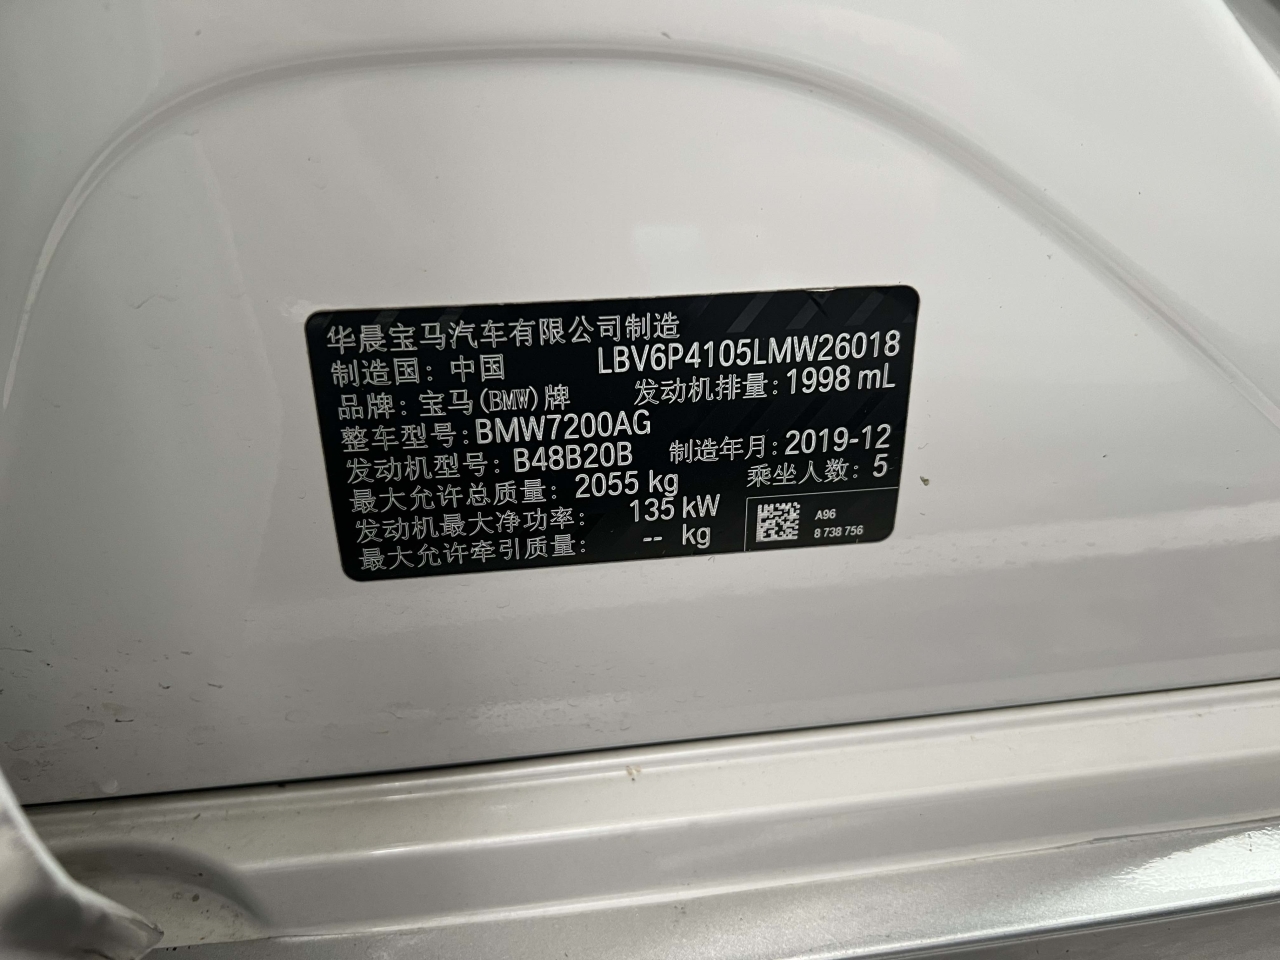 华晨宝马汽车有限公司制造
制造国：中国 LBV6P4105LMW26018
品牌：宝马(BMW)牌 发动机排量：1998 mL
整车型号：BMW7200AG
发动机型号：B48B20B 制造年月：2019-12
最大允许总质量：2055 kg 乘坐人数：5
发动机最大净功率：135 kW
最大允许牵引质量：-- kg
A96
8 738 756